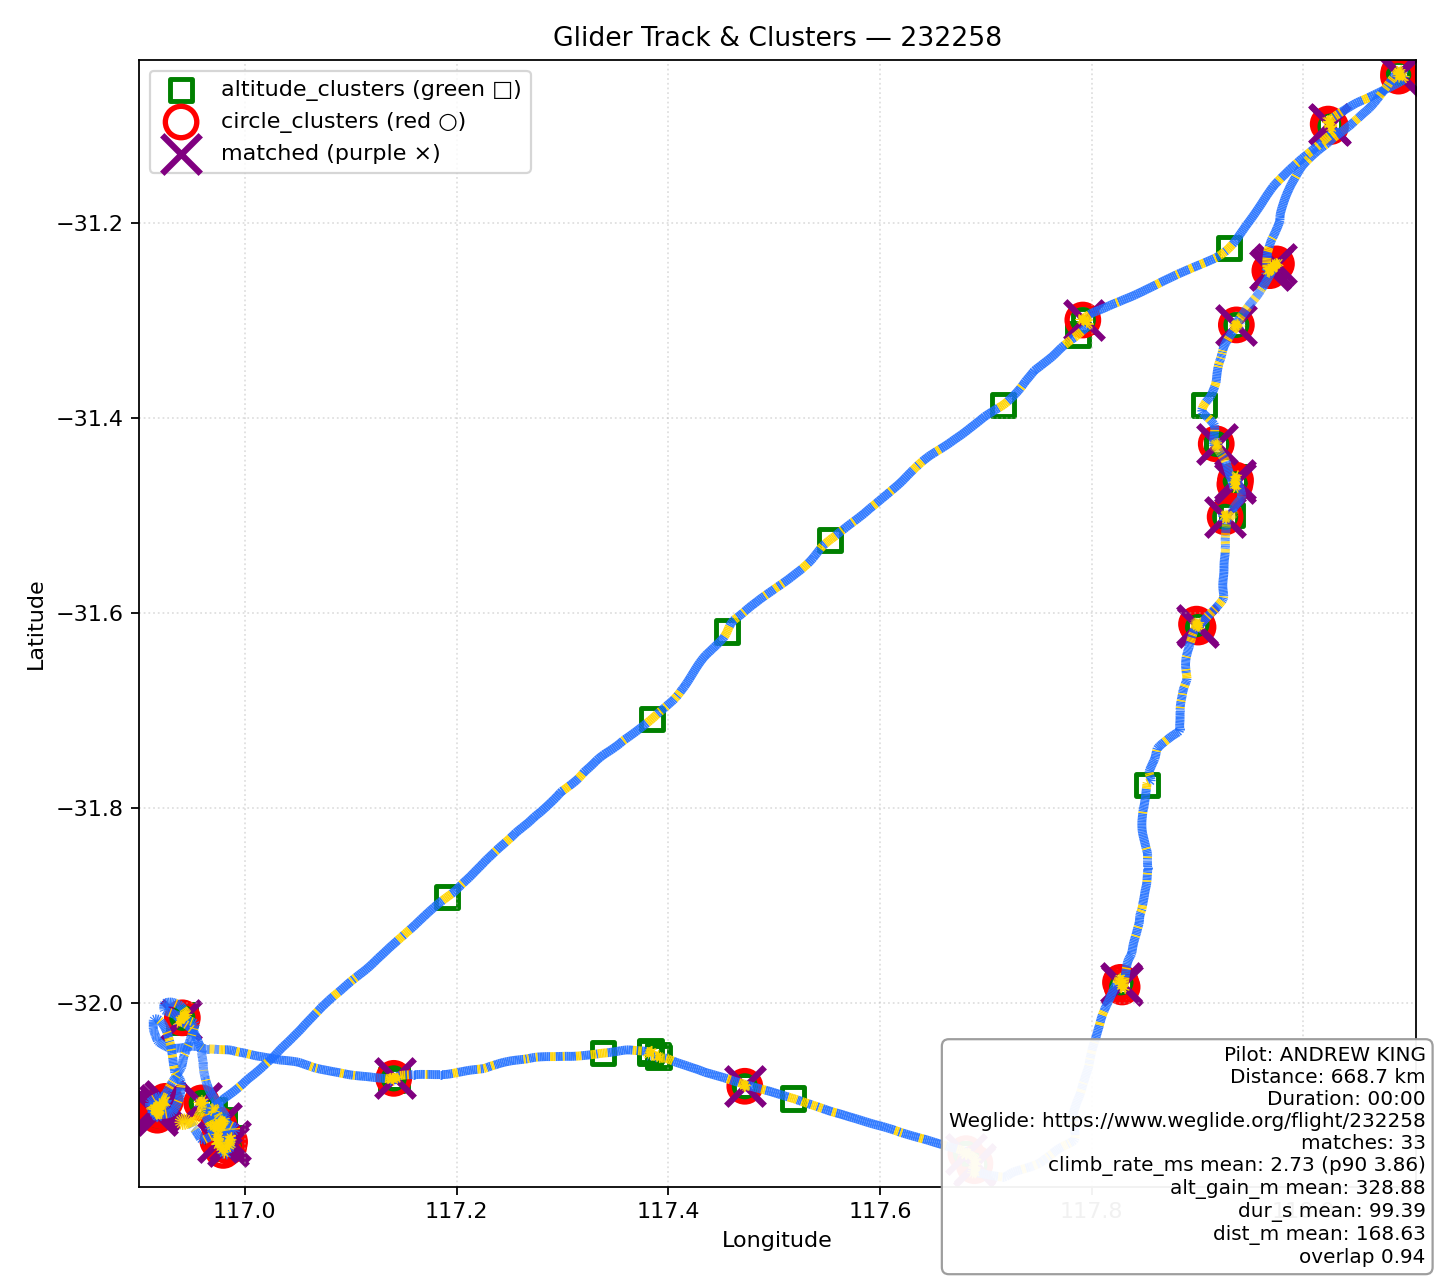 Glider Track & Clusters — 232258
altitude_clusters (green □)
circle_clusters (red ○)
matched (purple ×)
Latitude
−31.2
−31.4
−31.6
−31.8
−32.0
117.0
117.2
117.4
117.6
117.8
Longitude
Pilot: ANDREW KING
Distance: 668.7 km
Duration: 00:00
Weglide: https://www.weglide.org/flight/232258
matches: 33
climb_rate_ms mean: 2.73 (p90 3.86)
alt_gain_m mean: 328.88
dur_s mean: 99.39
dist_m mean: 168.63
overlap 0.94